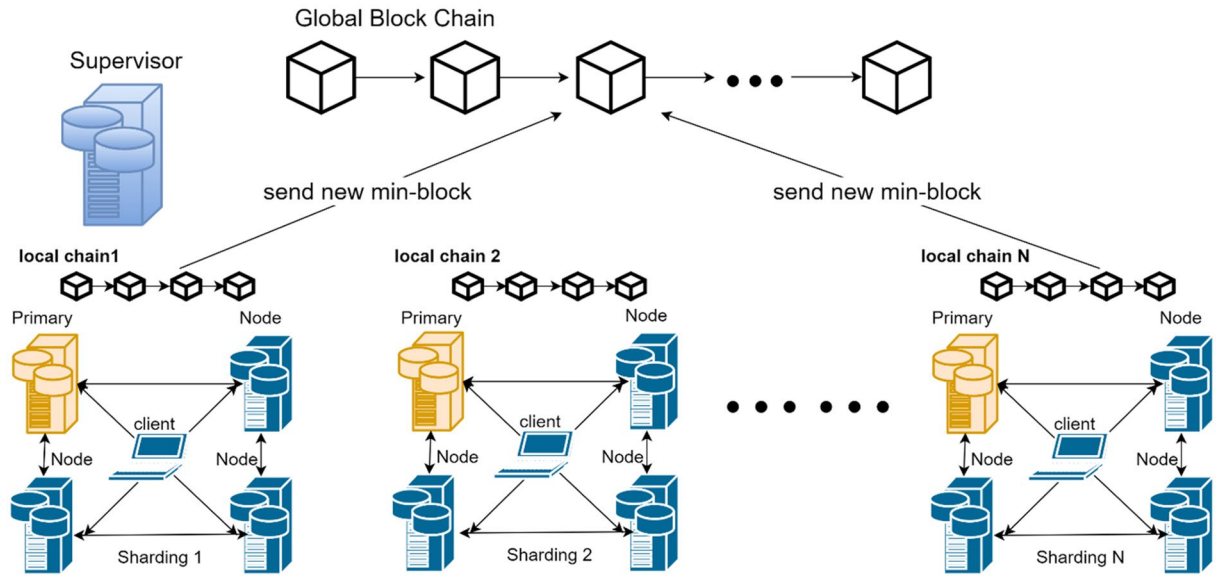 Global Block Chain
Supervisor
send new min-block
send new min-block
local chain1
local chain 2
local chain N
Primary
Node
Primary
Node
Primary
Node
client
client
client
Node
Node
Node
Node
Node
Node
Sharding 1
Sharding 2
Sharding N